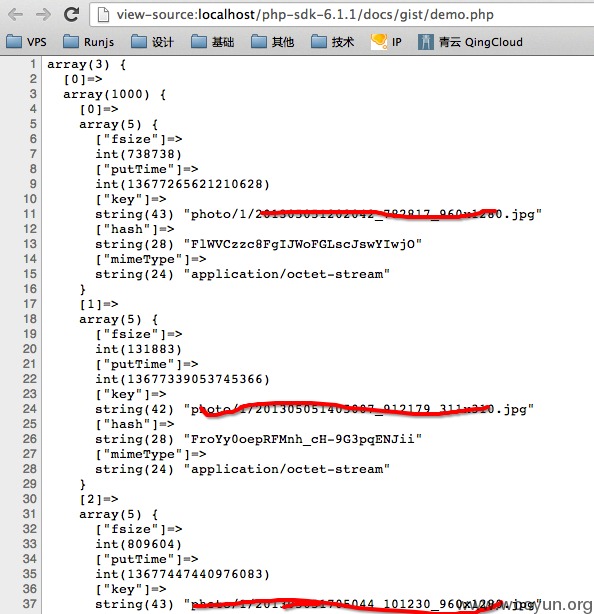 view-source:localhost/php-sdk-6.1.1/docs/gist/demo.php
VPS Runjs 设计 基础 其他 技术 IP 青云 QingCloud
1 array(3) {
2 [0]=>
3 array(1000) {
4 [0]=>
5 array(5) {
6 ["fsize"]=>
7 int(738738)
8 ["putTime"]=>
9 int(13677265621210628)
10 ["key"]=>
11 string(43) "photo/1/ .jpg"
12 ["hash"]=>
13 string(28) "FlWVCzzc8FgIJWoFGLscJswYIwjO"
14 ["mimeType"]=>
15 string(24) "application/octet-stream"
16 }
17 [1]=>
18 array(5) {
19 ["fsize"]=>
20 int(131883)
21 ["putTime"]=>
22 int(13677339053745366)
23 ["key"]=>
24 string(42) " .jpg"
25 ["hash"]=>
26 string(28) "FroYy0oepRFMnh_cH-9G3pqENJii"
27 ["mimeType"]=>
28 string(24) "application/octet-stream"
29 }
30 [2]=>
31 array(5) {
32 ["fsize"]=>
33 int(809604)
34 ["putTime"]=>
35 int(13677447440976083)
36 ["key"]=>
37 string(43)